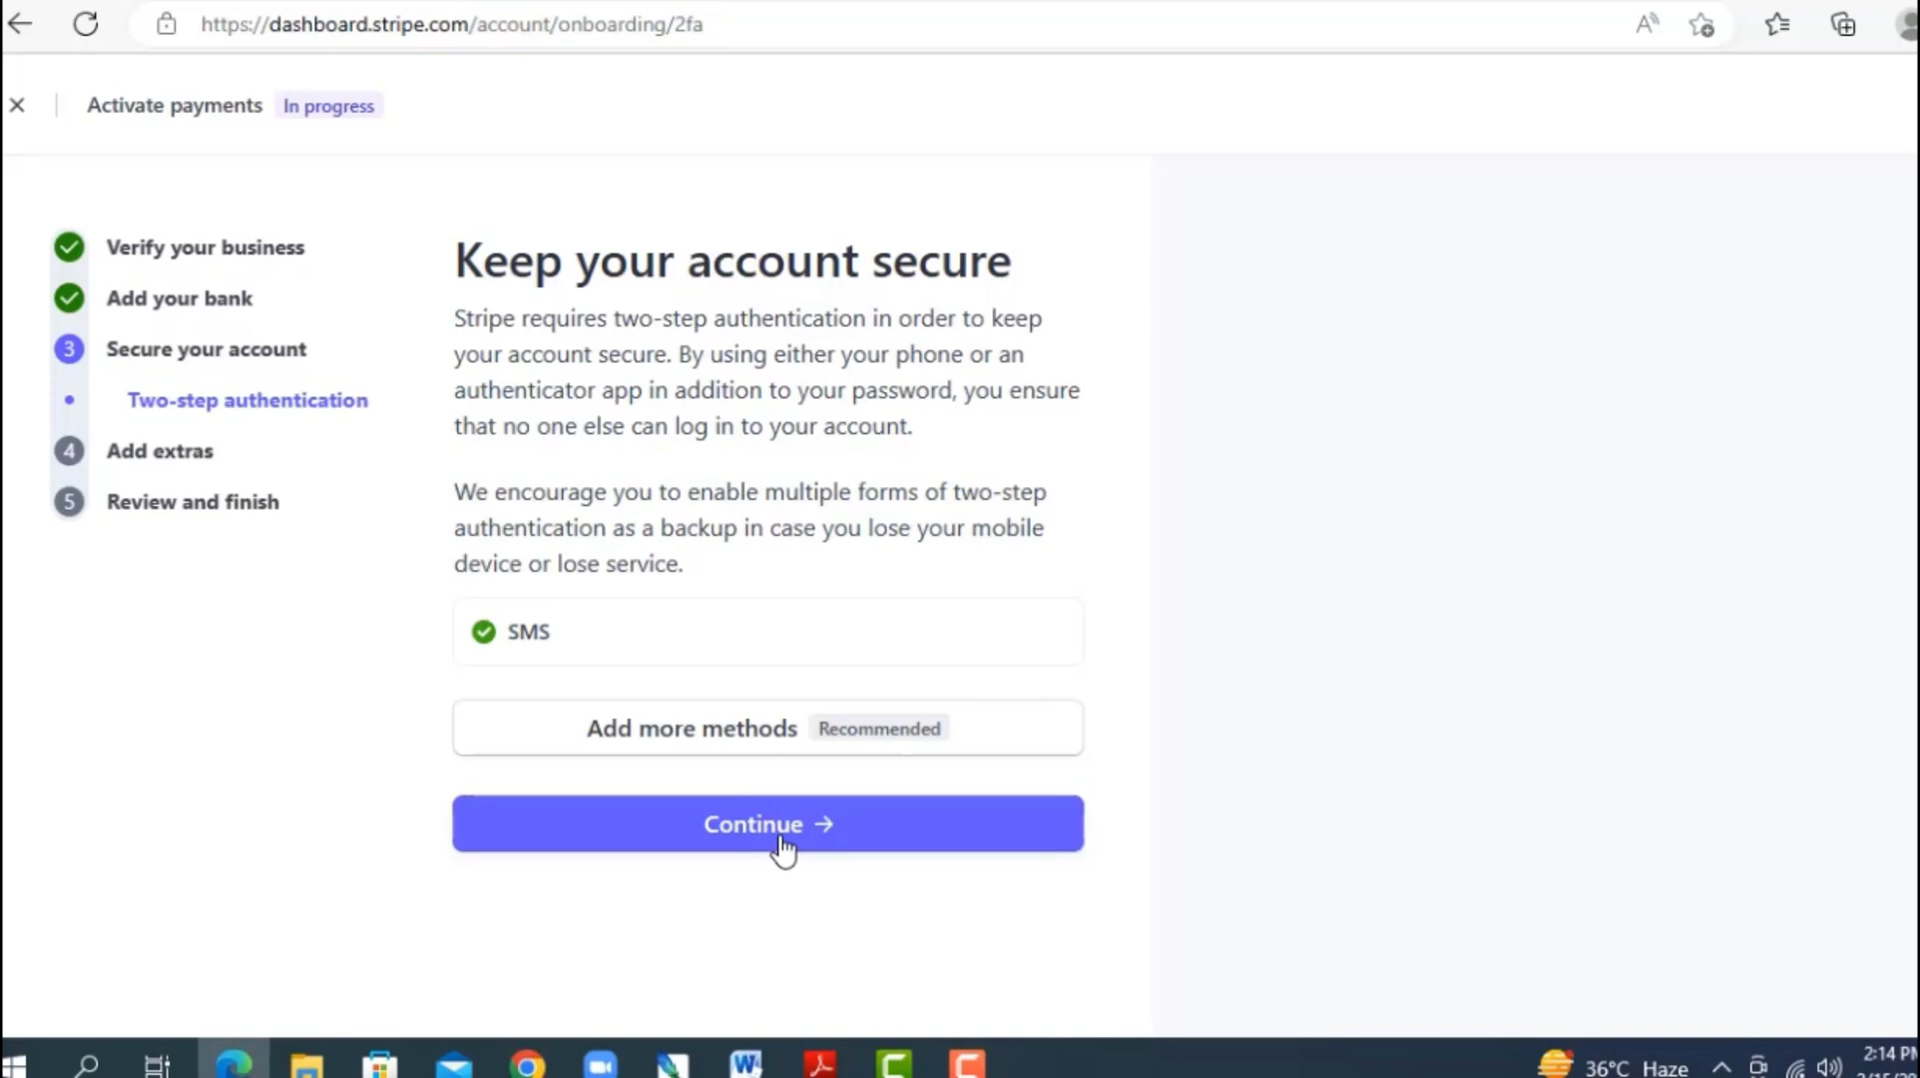 https://dashboard.stripe.com/account/onboarding/2fa
Activate payments In progress
Verify your business
Add your bank
3 Secure your account
Two-step authentication
4 Add extras
5 Review and finish
Keep your account secure
Stripe requires two-step authentication in order to keep
your account secure. By using either your phone or an
authenticator app in addition to your password, you ensure
that no one else can log in to your account.
We encourage you to enable multiple forms of two-step
authentication as a backup in case you lose your mobile
device or lose service.
SMS
Add more methods Recommended
Continue →
36°C Haze
2:14 PM